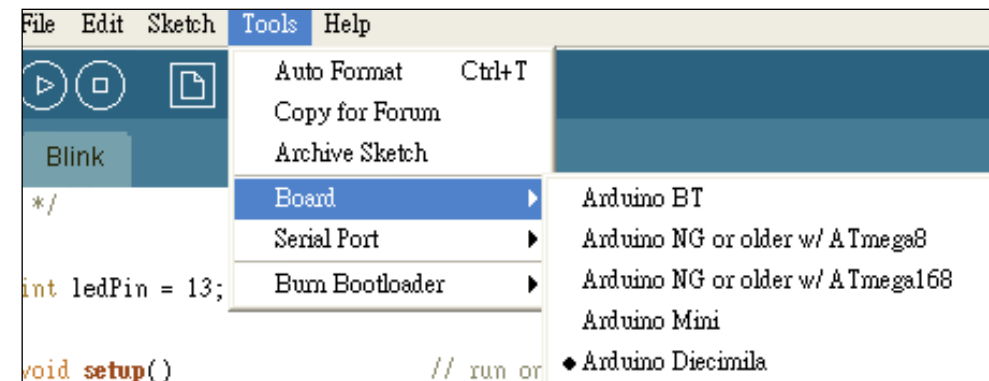 File Edit Sketch Tools Help
Auto Format Ctrl+T
Copy for Forum
Archive Sketch
Board
Serial Port
Burn Bootloader
Arduino BT
Arduino NG or older w/ ATmega8
Arduino NG or older w/ ATmega168
Arduino Mini
Arduino Diecimila
Blink
*/
int ledPin = 13;
void setup() // run or